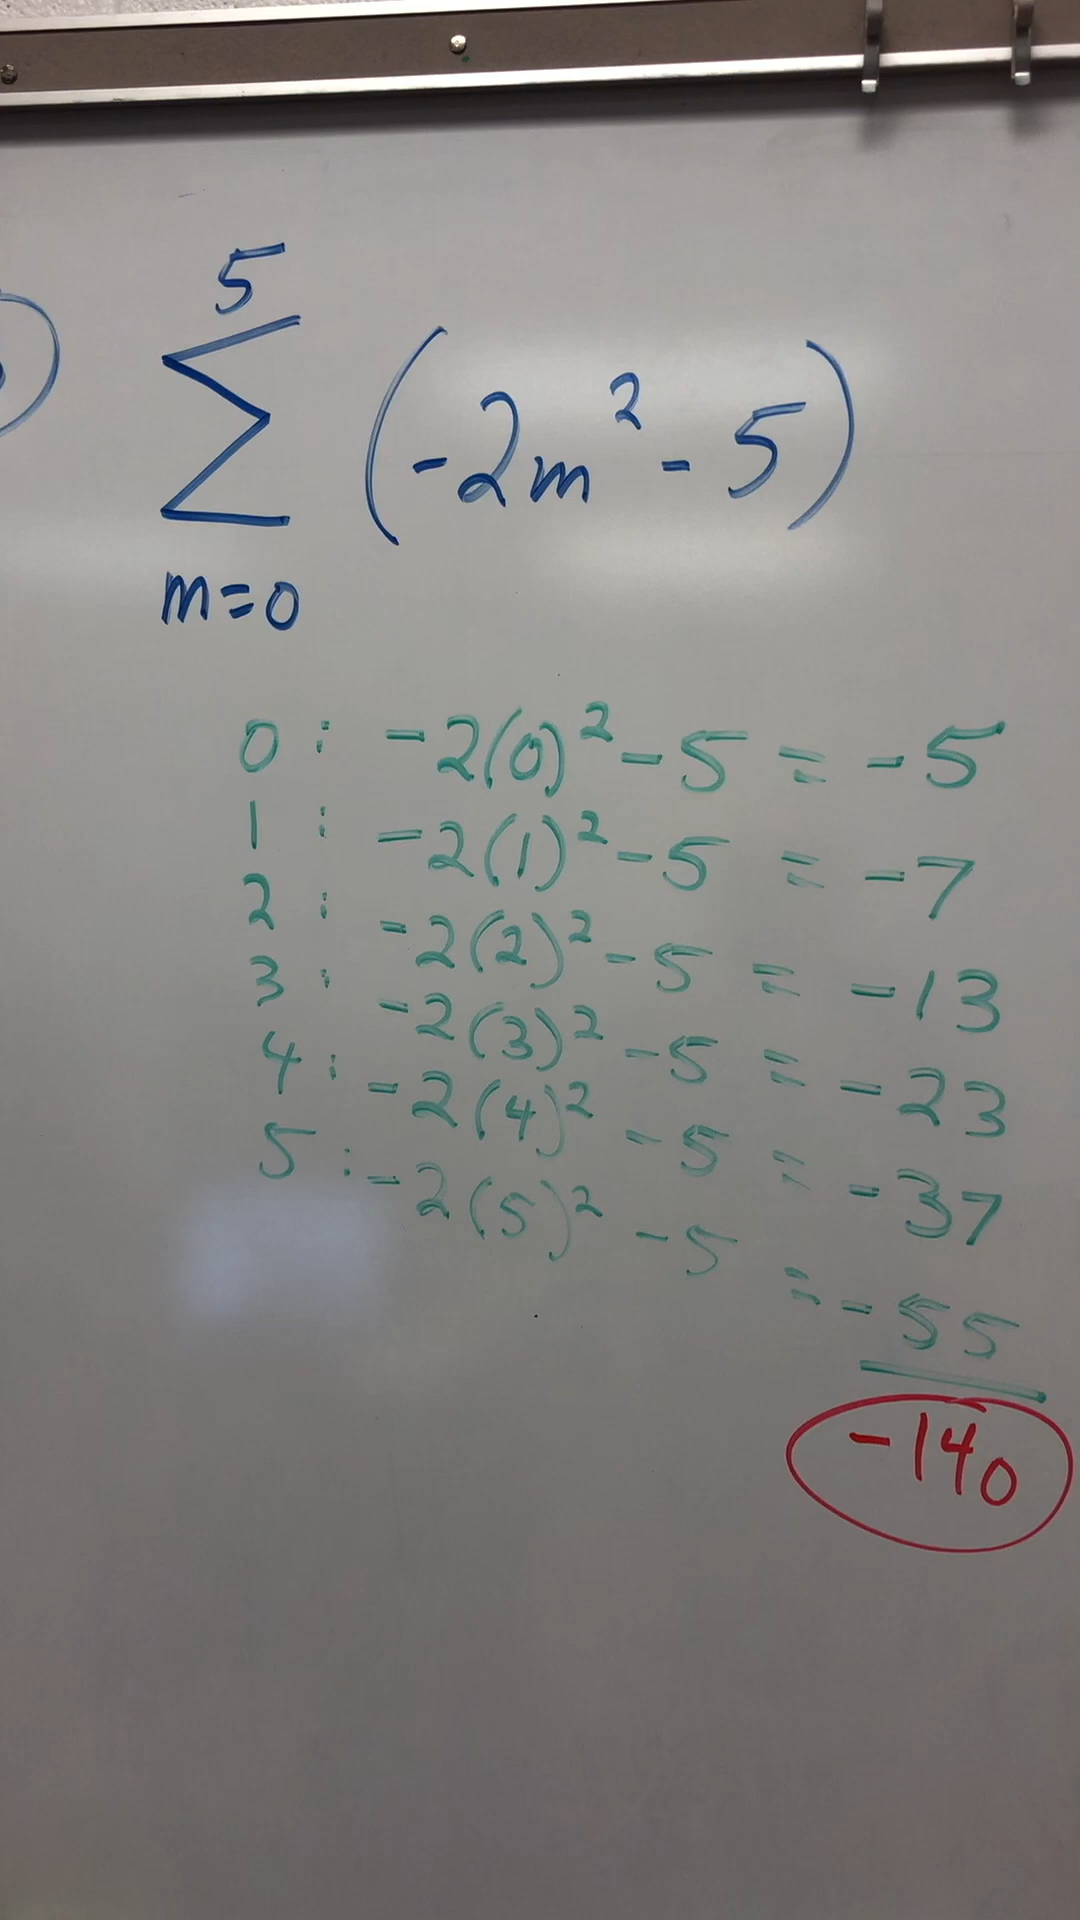 5
∑ (-2m² - 5)
m=0
0 : -2(0)² - 5 = -5
1 : -2(1)² - 5 = -7
2 : -2(2)² - 5 = -13
3 : -2(3)² - 5 = -23
4 : -2(4)² - 5 = -37
5 : -2(5)² - 5 = -55
-140